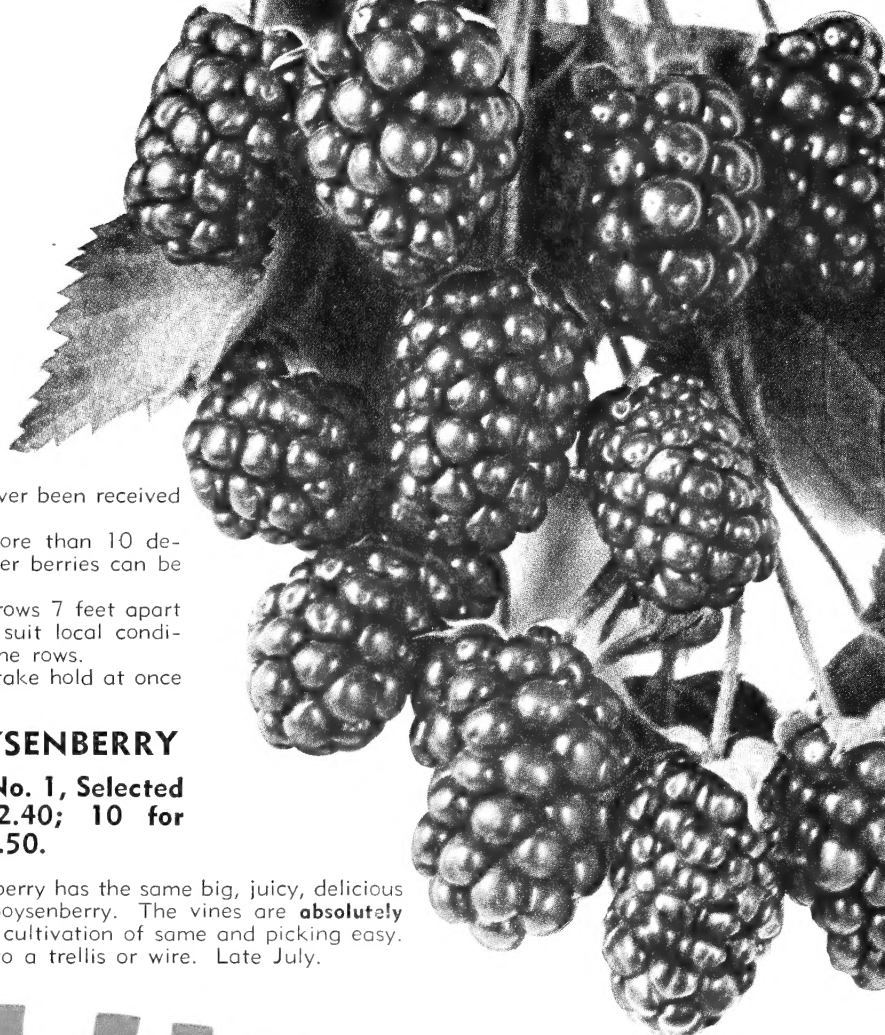 ver been received
ore than 10 de-
er berries can be
rows 7 feet apart
suit local condi-
ne rows.
take hold at once
YSENBERRY
No. 1, Selected
2.40; 10 for
.50.
berry has the same big, juicy, delicious
oysenberry. The vines are absolutely
cultivation of same and picking easy.
o a trellis or wire. Late July.